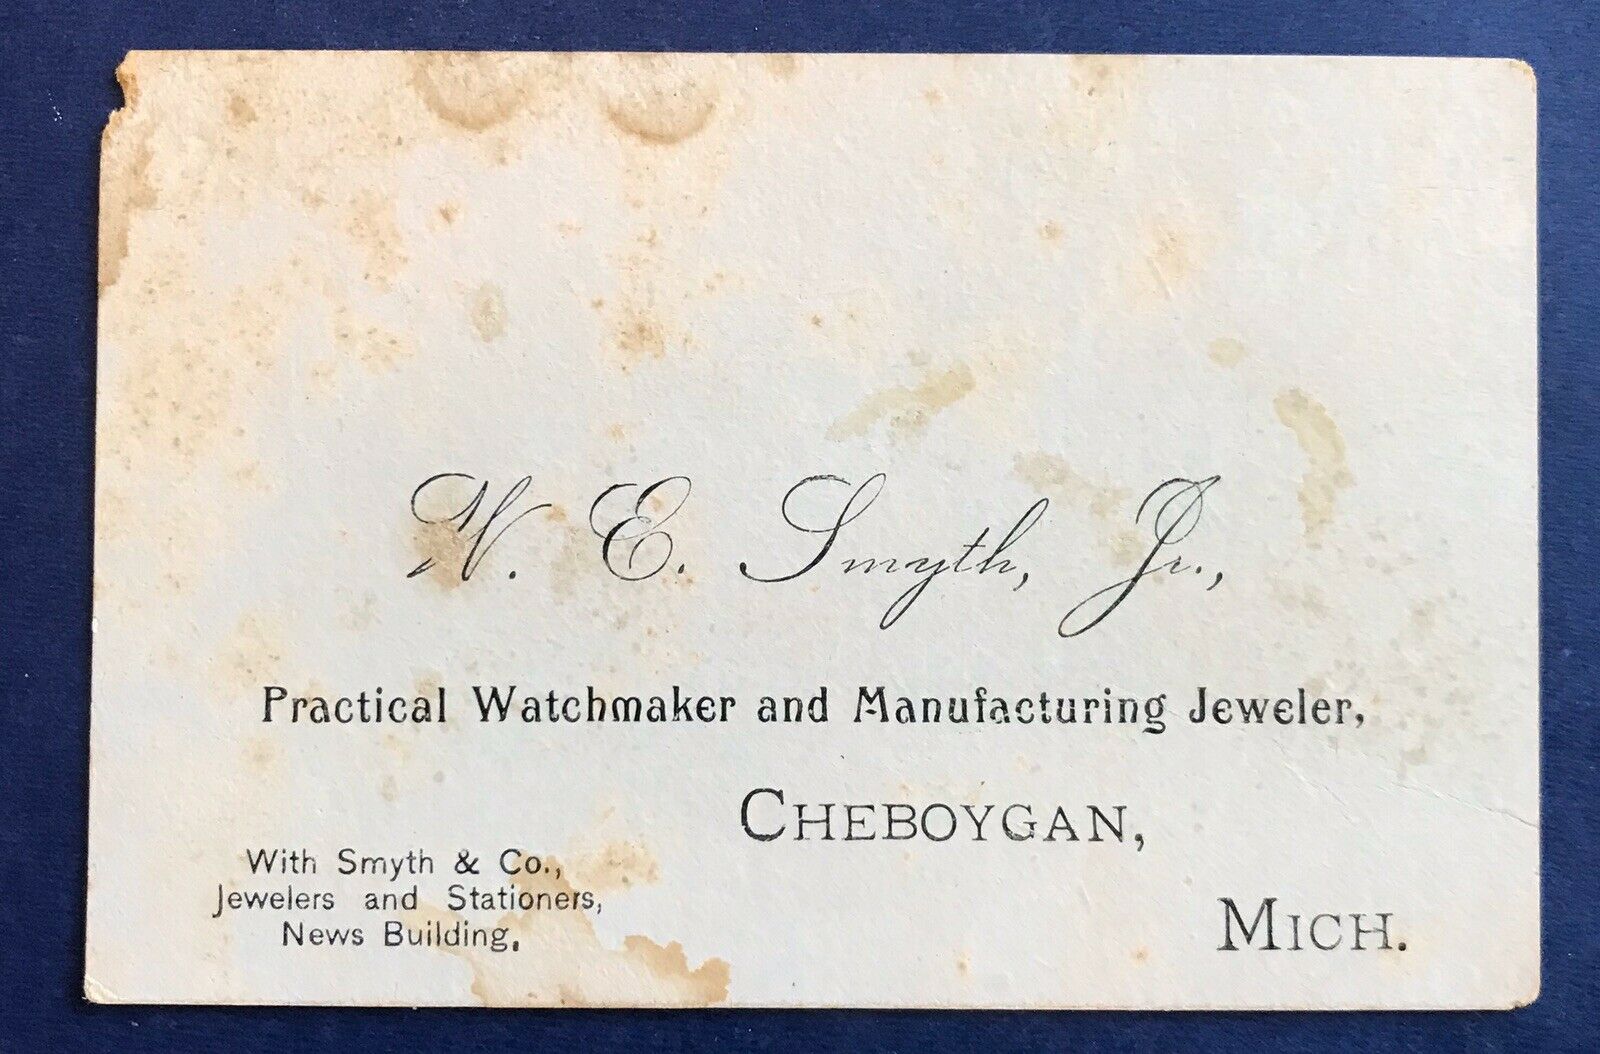 N. E. Smyth, Jr.,
Practical Watchmaker and Manufacturing Jeweler,
CHEBOYGAN,
MICH.
With Smyth & Co.,
Jewelers and Stationers,
News Building.